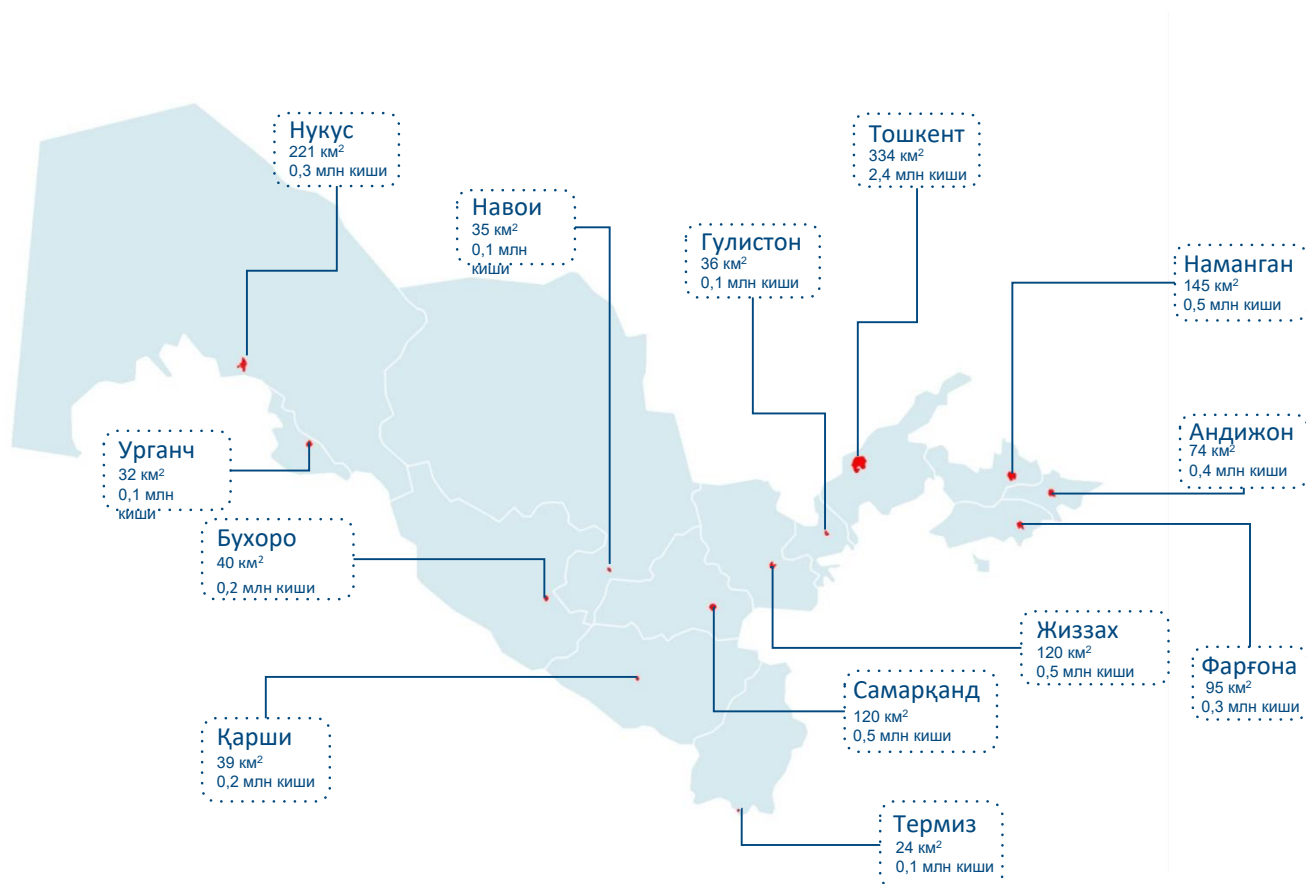 Нукус
221 км²
0,3 млн киши
Тошкент
334 км²
2,4 млн киши
Навои
35 км²
0,1 млн
киши
Гулистон
36 км²
0,1 млн киши
Наманган
145 км²
0,5 млн киши
Андижон
74 км²
0,4 млн киши
Урганч
32 км²
0,1 млн
киши
Бухоро
40 км²
0,2 млн киши
Жиззах
120 км²
0,5 млн киши
Фарғона
95 км²
0,3 млн киши
Самарқанд
120 км²
0,5 млн киши
Қарши
39 км²
0,2 млн киши
Термиз
24 км²
0,1 млн киши